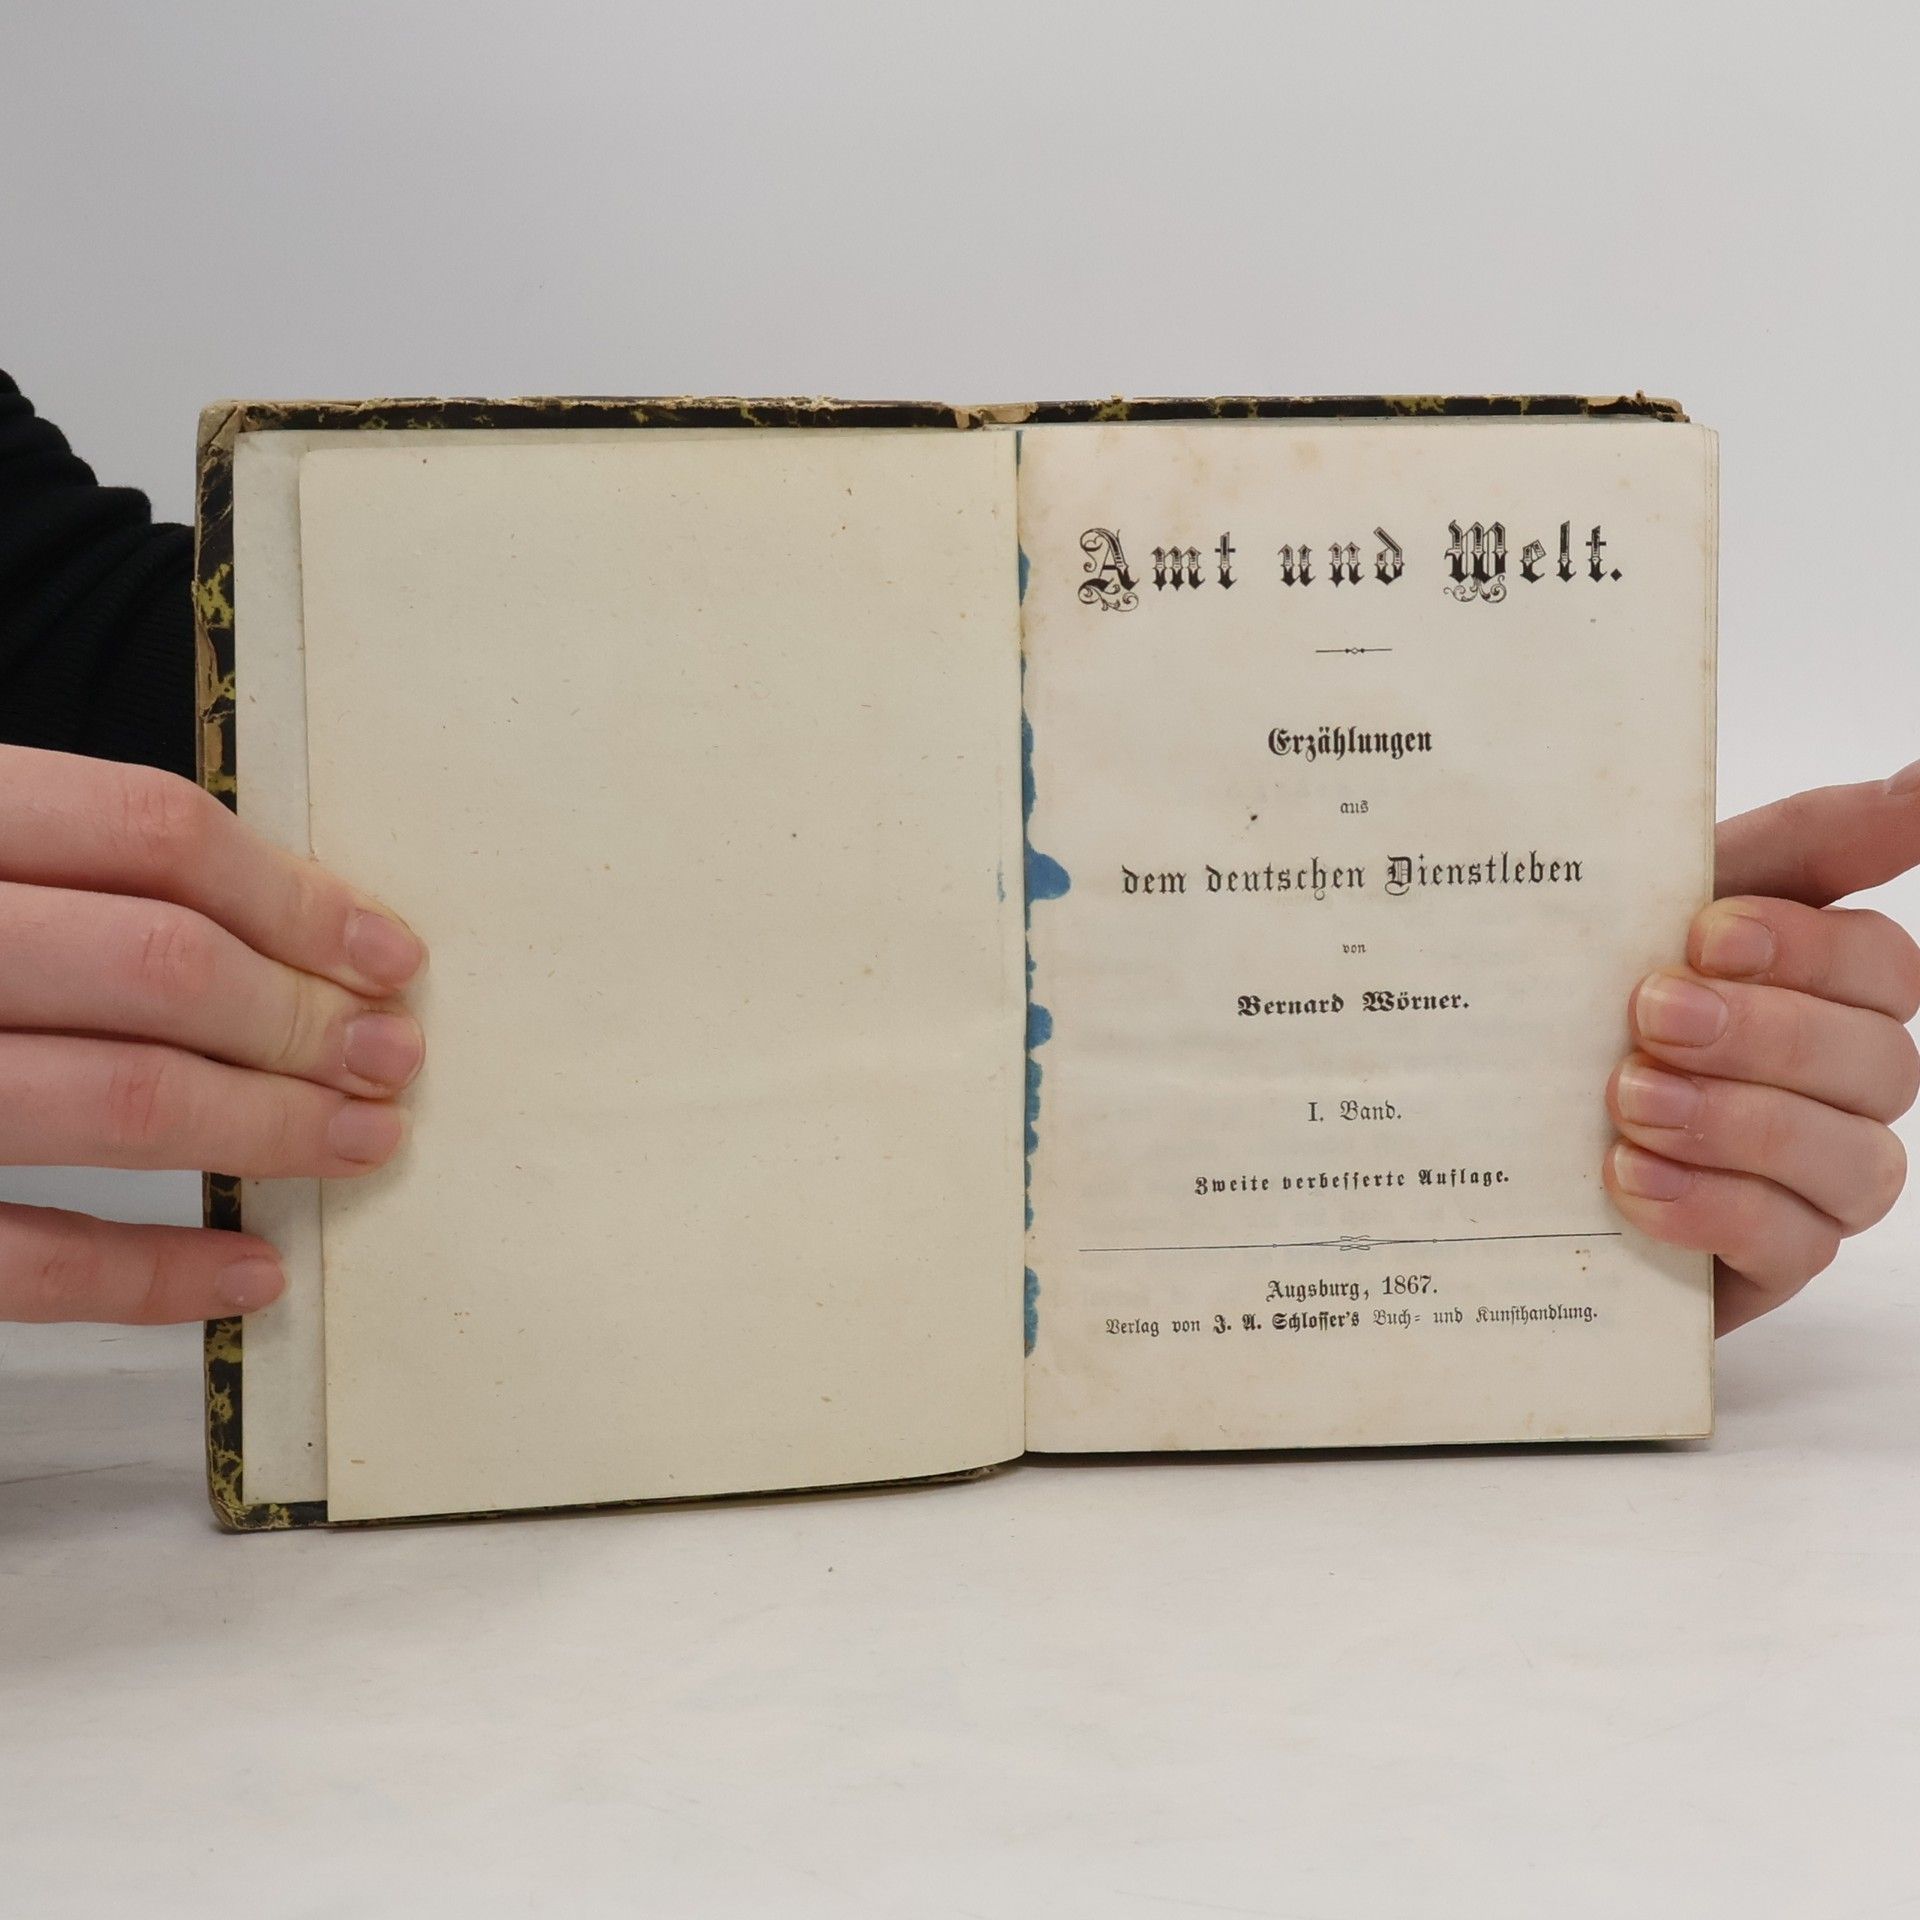 Amt und Welt.
Erzählungen
aus
dem deutschen Dienstleben
von
Bernard Wörner.
I. Band.
Zweite verbesserte Auflage.
Augsburg, 1867.
Verlag von J. A. Schlosser's Buch- und Kunsthandlung.